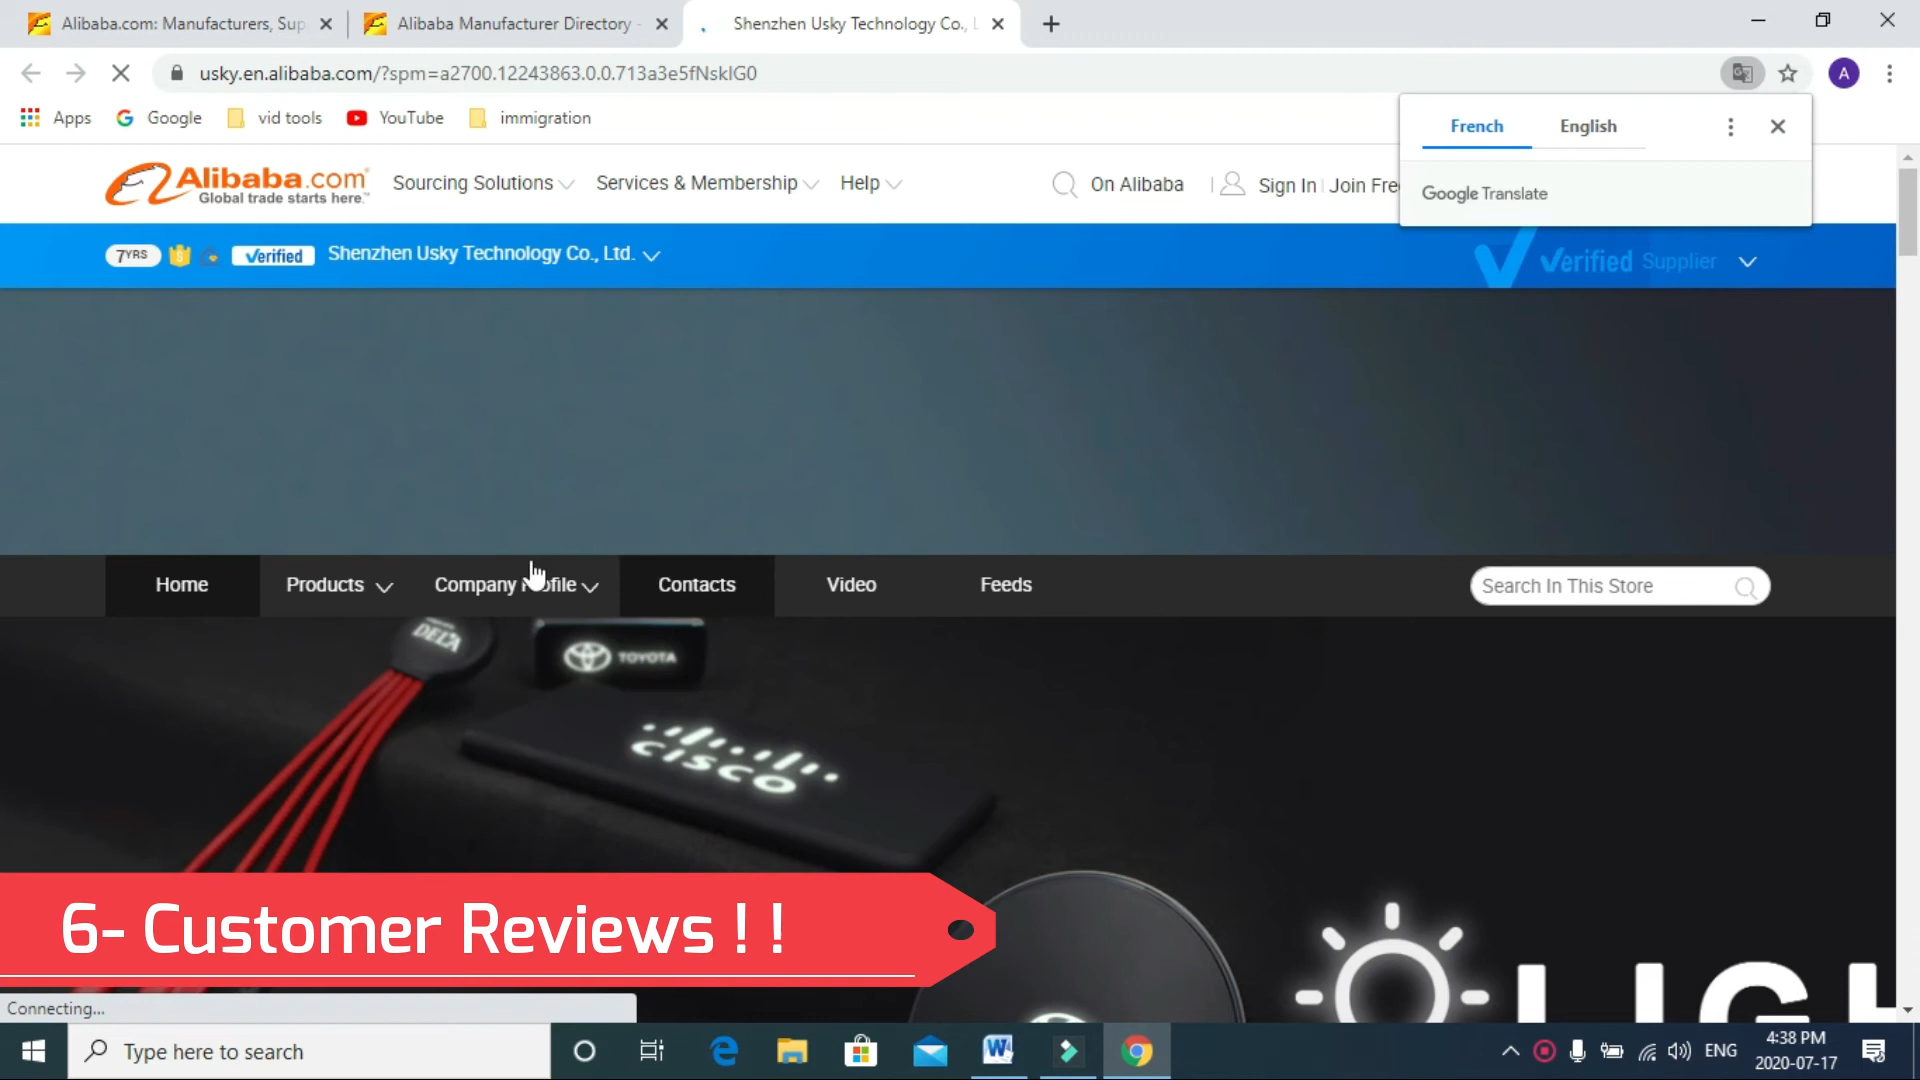 Alibaba.com: Manufacturers, Sup
Alibaba Manufacturer Directory -
Shenzhen Usky Technology Co., L
usky.en.alibaba.com/?spm=a2700.12243863.0.0.713a3e5fNskIG0
A
Apps
Google
vid tools
YouTube
immigration
French
English
Google Translate
Alibaba.com
Global trade starts here.
Sourcing Solutions
Services & Membership
Help
On Alibaba
Sign In
Join Fre
7YRS
Verified
Shenzhen Usky Technology Co., Ltd.
Verified Supplier
Home
Products
Company Profile
Contacts
Video
Feeds
Search In This Store
TOYOTA
CISCO
LIGH
6- Customer Reviews ! !
Connecting...
Type here to search
ENG
4:38 PM
2020-07-17